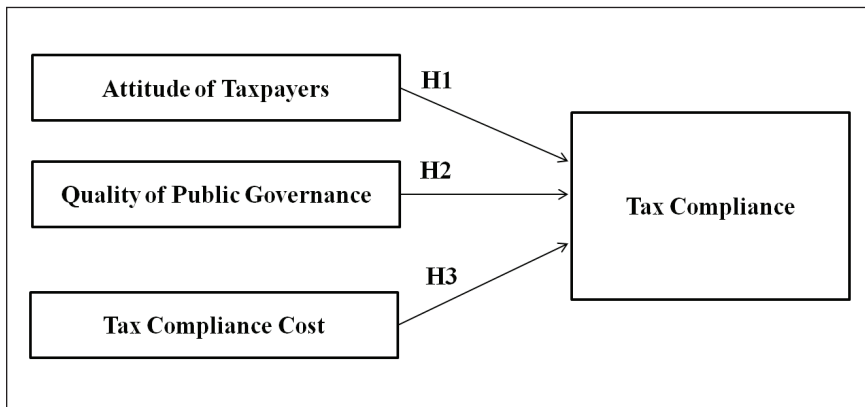 Attitude of Taxpayers
H1
Quality of Public Governance
H2
Tax Compliance
H3
Tax Compliance Cost